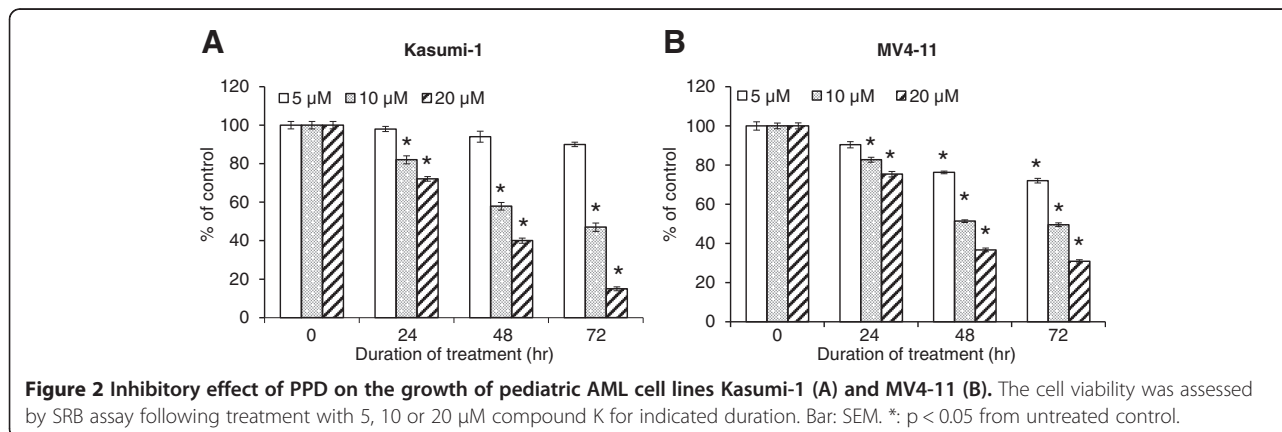 A
Kasumi-1
120
100
80
60
40
20
0
% of control
5 µM 10 µM 20 µM
* *
* *
* *
0 24 48 72
Duration of treatment (hr)
B
MV4-11
120
100
80
60
40
20
0
% of control
5 µM 10 µM 20 µM
* *
* * *
* * *
0 24 48 72
Duration of treatment (hr)
Figure 2 Inhibitory effect of PPD on the growth of pediatric AML cell lines Kasumi-1 (A) and MV4-11 (B). The cell viability was assessed
by SRB assay following treatment with 5, 10 or 20 µM compound K for indicated duration. Bar: SEM. *: p < 0.05 from untreated control.